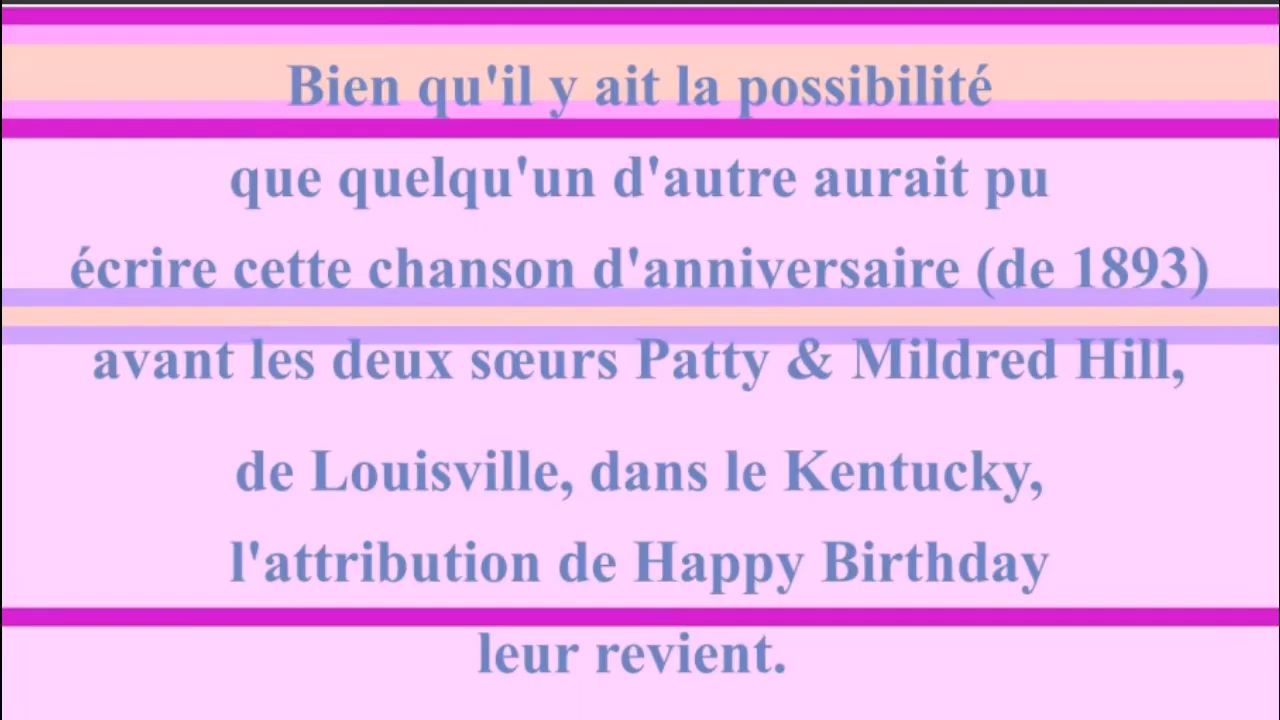 Bien qu'il y ait la possibilité
que quelqu'un d'autre aurait pu
écrire cette chanson d'anniversaire (de 1893)
avant les deux sœurs Patty & Mildred Hill,
de Louisville, dans le Kentucky,
l'attribution de Happy Birthday
leur revient.